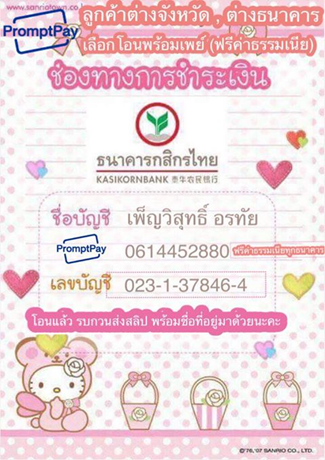 www.sanriotown.com
PromptPay
ลูกค้าต่างจังหวัด , ต่างธนาคาร
เลือกโอนพร้อมเพย์ (ฟรีค่าธรรมเนีย)
ช่องทางการชำระเงิน
ธนาคารกสิกรไทย
KASIKORNBANK 泰华农民银行
ชื่อบัญชี เพ็ญวิสุทธิ์ อรทัย
PromptPay 0614452880 ฟรีค่าธรรมเนียทุกธนาคาร
เลขบัญชี 023-1-37846-4
โอนแล้ว รบกวนส่งสลิป พร้อมชื่อที่อยู่มาด้วยนะคะ
©'76, '07 SANRIO CO., LTD.